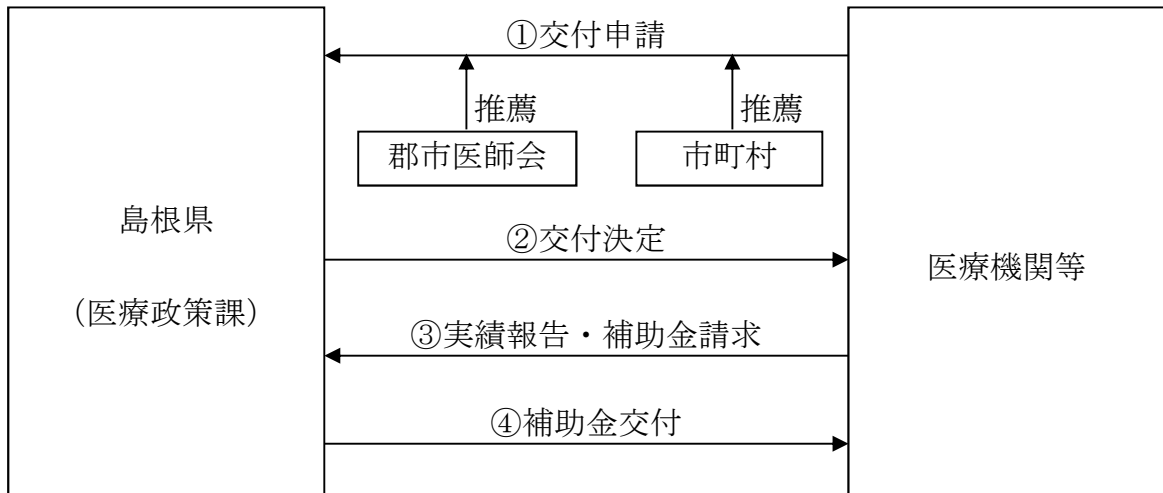 ①交付申請
推薦
推薦
郡市医師会
市町村
島根県
(医療政策課)
②交付決定
医療機関等
③実績報告・補助金請求
④補助金交付